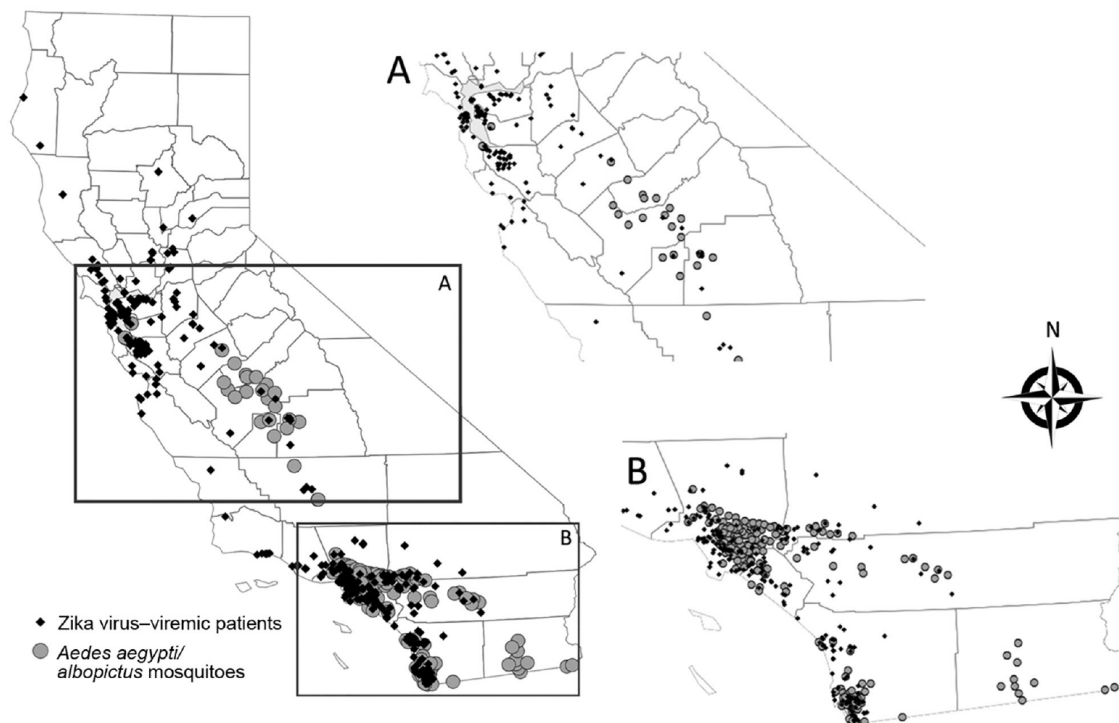 A
A
N
B
B
Zika virus–viremic patients
Aedes aegypti/
albopictus mosquitoes